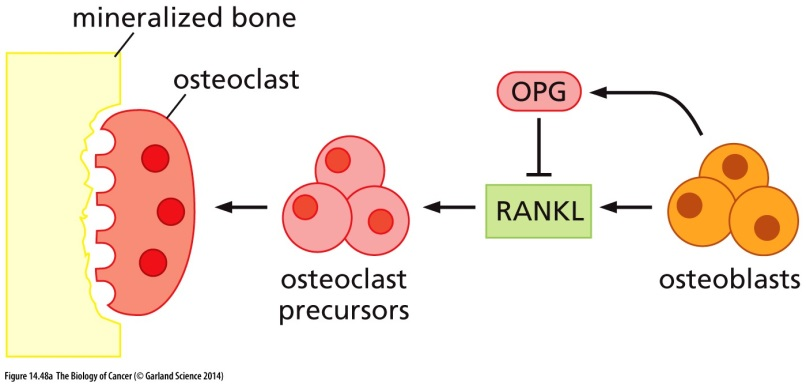 mineralized bone
osteoclast
OPG
RANKL
osteoclast
precursors
osteoblasts
Figure 14.48a The Biology of Cancer (© Garland Science 2014)